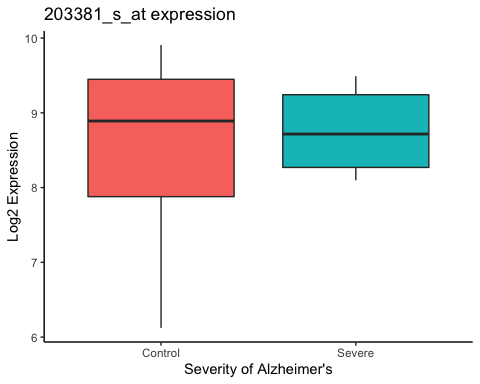 203381_s_at expression
Log2 Expression
10
9
8
7
6
Control Severe
Severity of Alzheimer's